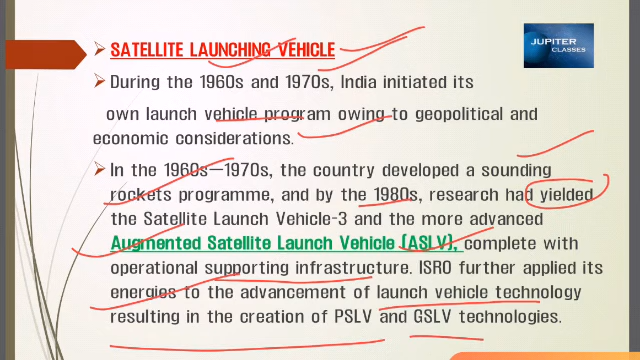 JUPITER
CLASSES
SATELLITE LAUNCHING VEHICLE
During the 1960s and 1970s, India initiated its
own launch vehicle program owing to geopolitical and
economic considerations.
In the 1960s–1970s, the country developed a sounding
rockets programme, and by the 1980s, research had yielded
the Satellite Launch Vehicle-3 and the more advanced
Augmented Satellite Launch Vehicle (ASLV), complete with
operational supporting infrastructure. ISRO further applied its
energies to the advancement of launch vehicle technology
resulting in the creation of PSLV and GSLV technologies.